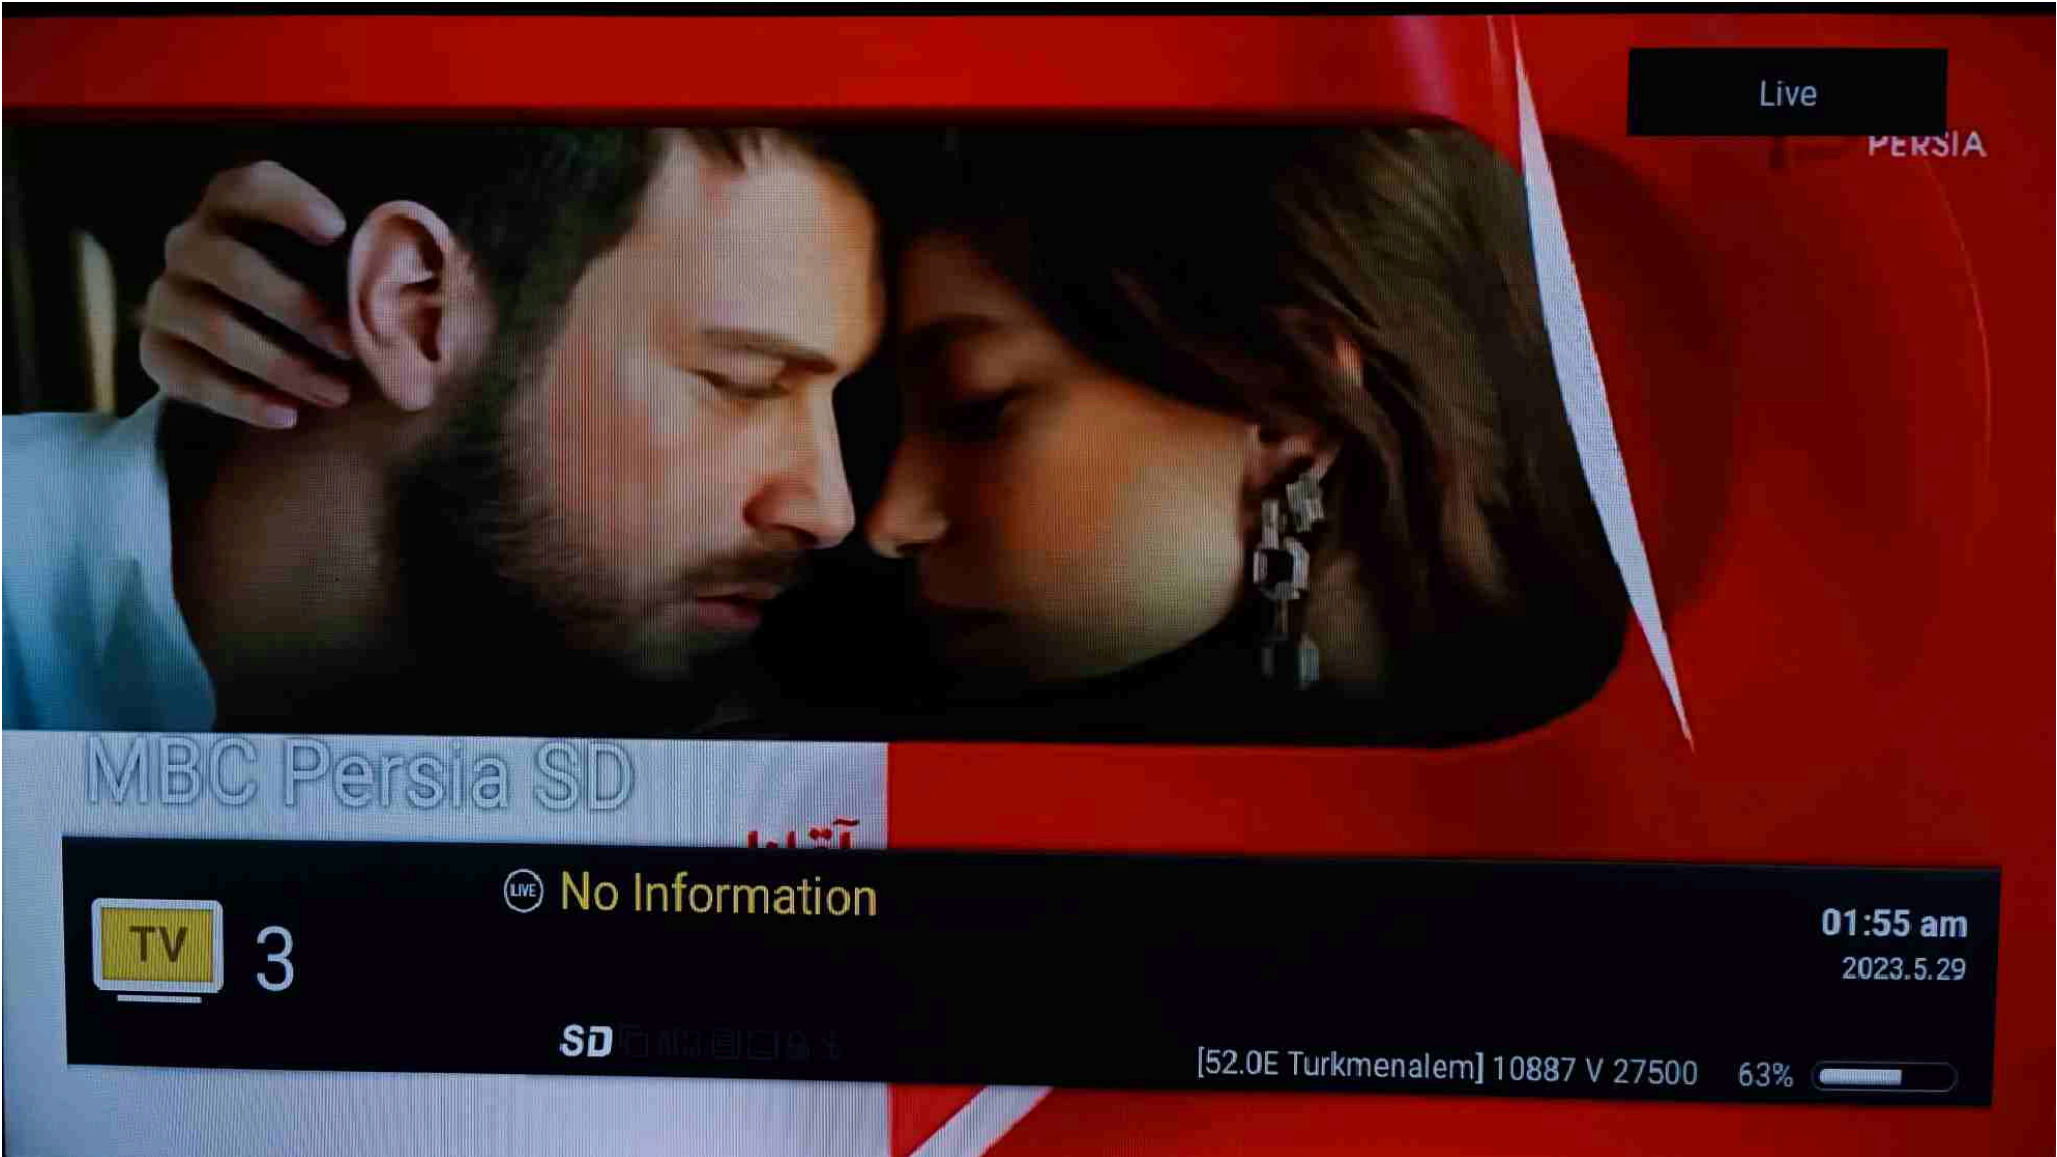 Live
PERSIA
MBC Persia SD
LIVE No Information
TV 3
01:55 am
2023.5.29
SD
[52.0E Turkmenalem] 10887 V 27500 63%